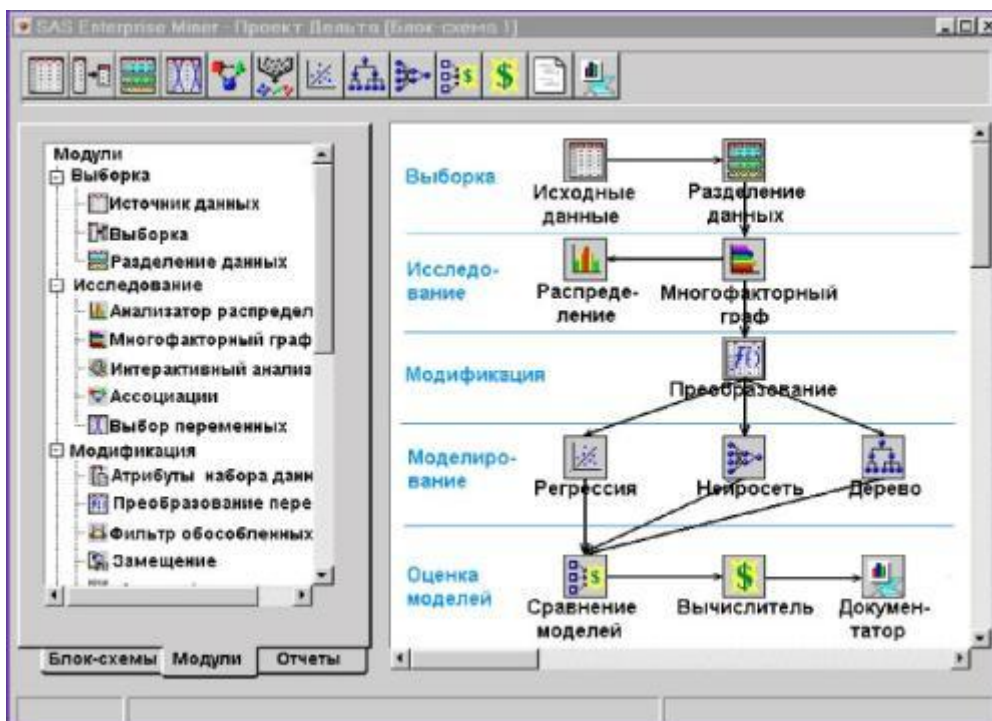 SAS Enterprise Miner - Проект Дельта [Блок-схема 1]
Модули
Выборка
Источник данных
Выборка
Разделение данных
Исследование
Анализатор распредел
Многофакторный граф
Интерактивный анализ
Ассоциации
Выбор переменных
Модификация
Атрибуты набора данн
Преобразование пере
Фильтр обособленных
Замещение
Блок-схемы Модули Отчеты
Выборка
Исходные
данные
Разделение
данных
Исследо-
вание
Распреде-
ление
Многофакторный
граф
Модификация
Преобразование
Моделиро-
вание
Регрессия
Нейросеть
Дерево
Оценка
моделей
Сравнение
моделей
Вычислитель
Докумен-
татор